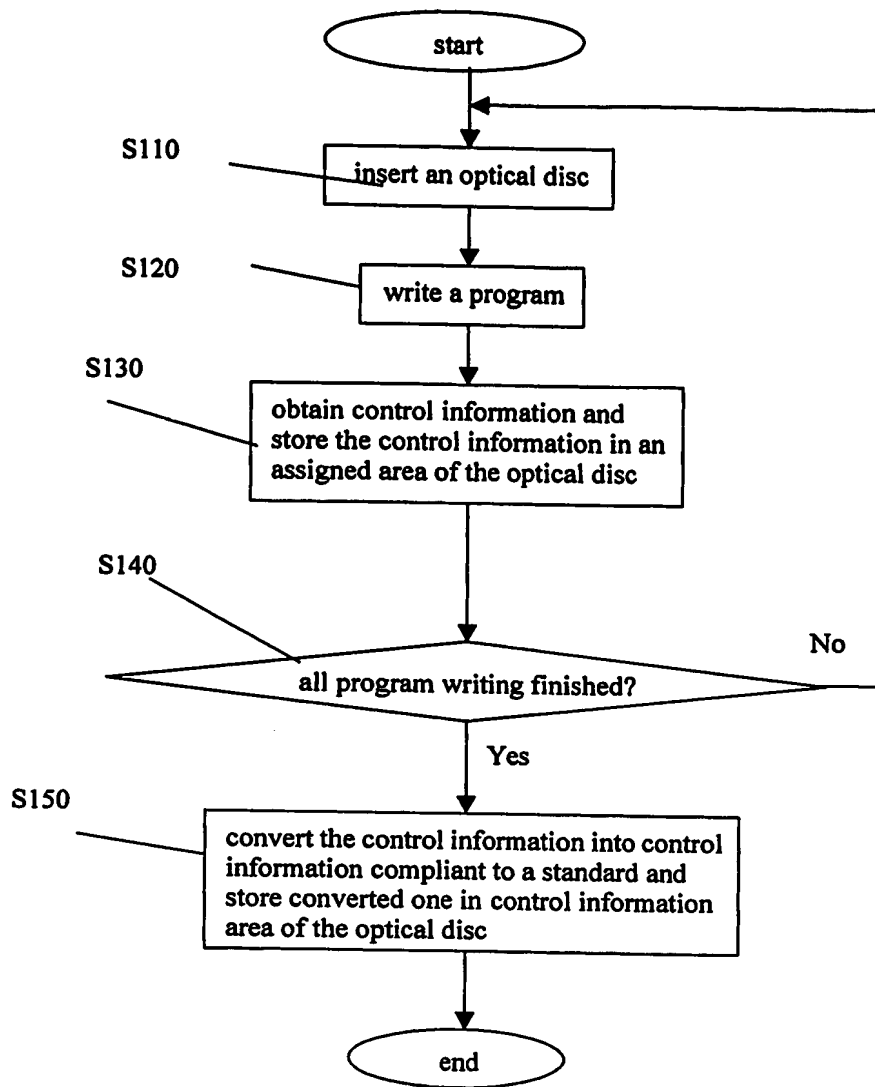 start
S110
insert an optical disc
S120
write a program
S130
obtain control information and
store the control information in an
assigned area of the optical disc
S140
No
all program writing finished?
Yes
S150
convert the control information into control
information compliant to a standard and
store converted one in control information
area of the optical disc
end